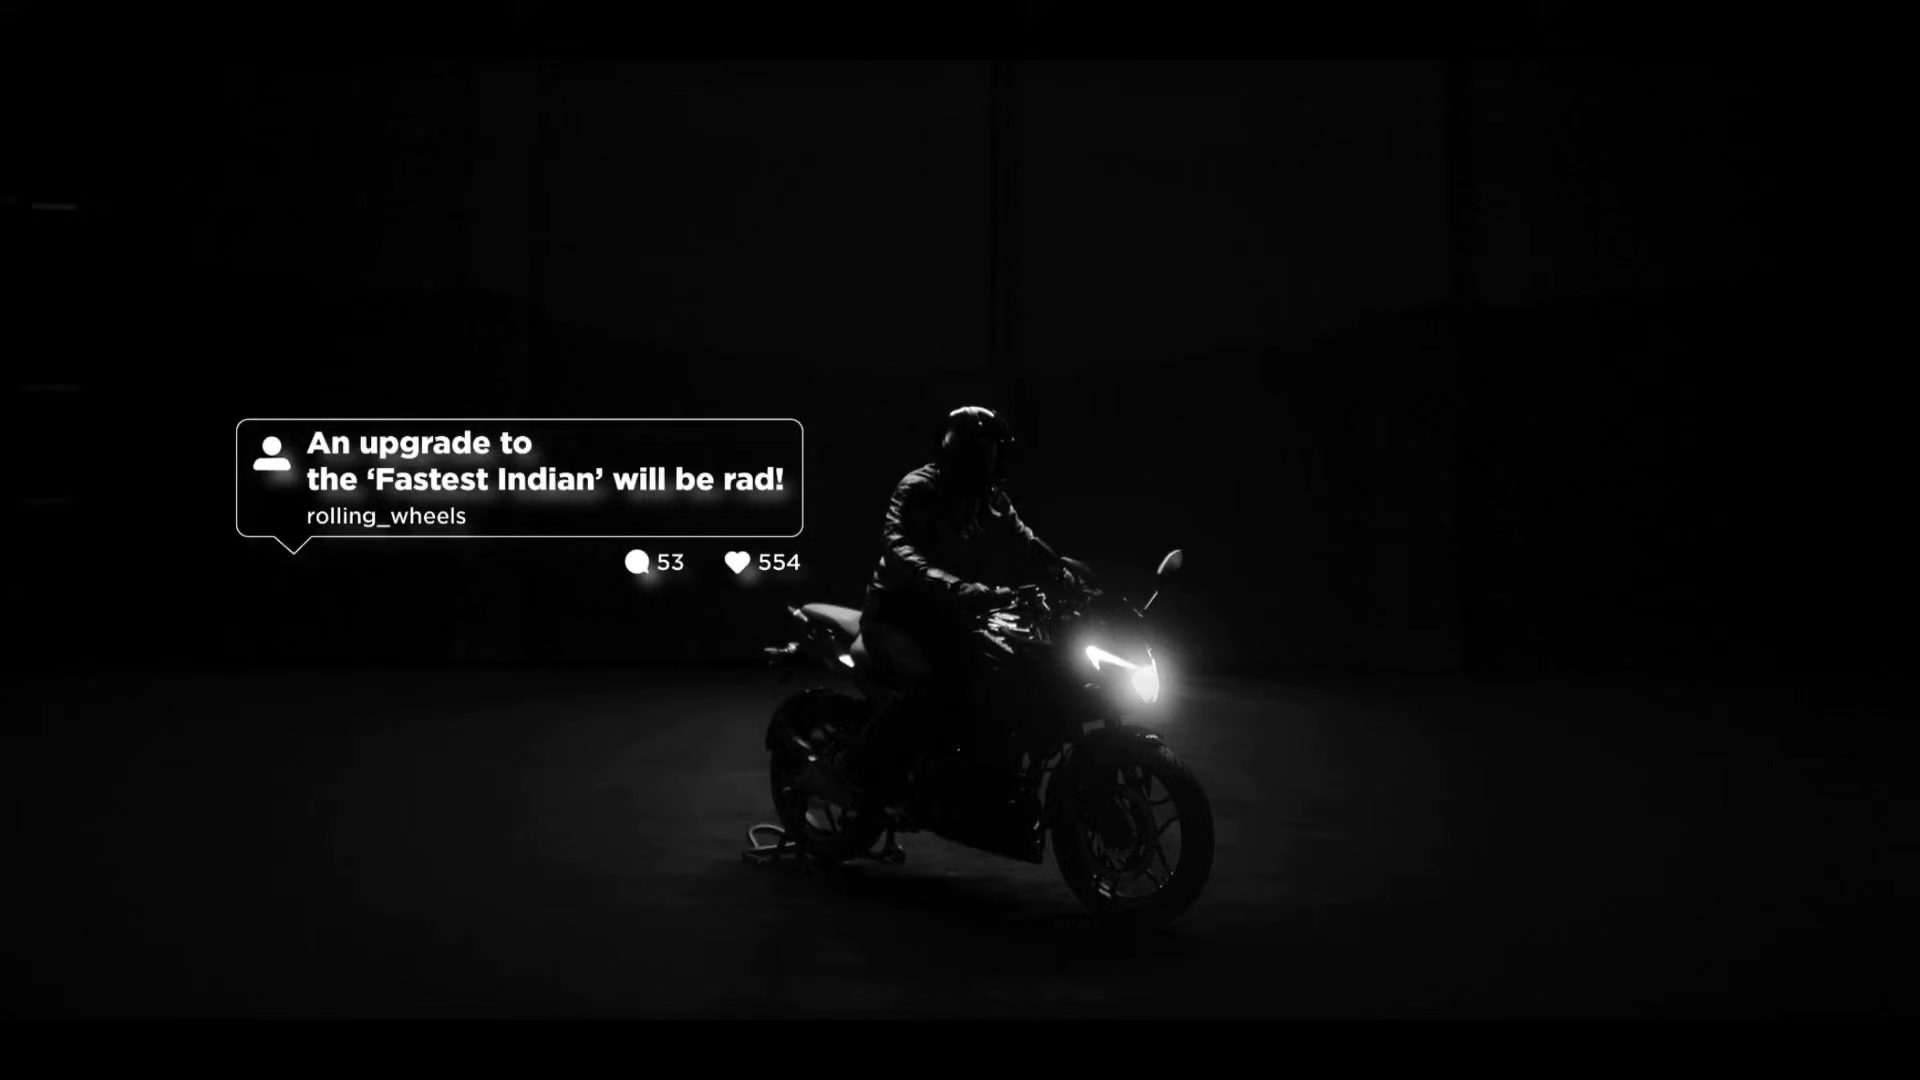 An upgrade to
the ‘Fastest Indian’ will be rad!
rolling_wheels
53 554